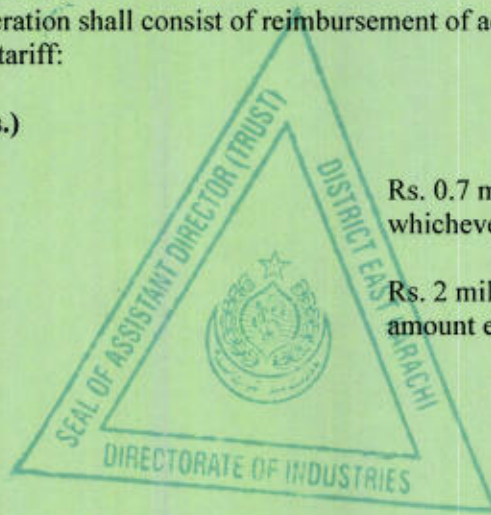 eration shall consist of reimbursement of a
tariff:
s.)
Rs. 0.7 m
whicheve
Rs. 2 mil
amount e
SEAL OF ASSISTANT DIRECTOR (TRUST)
DISTRICT EAST KARACHI
DIRECTORATE OF INDUSTRIES